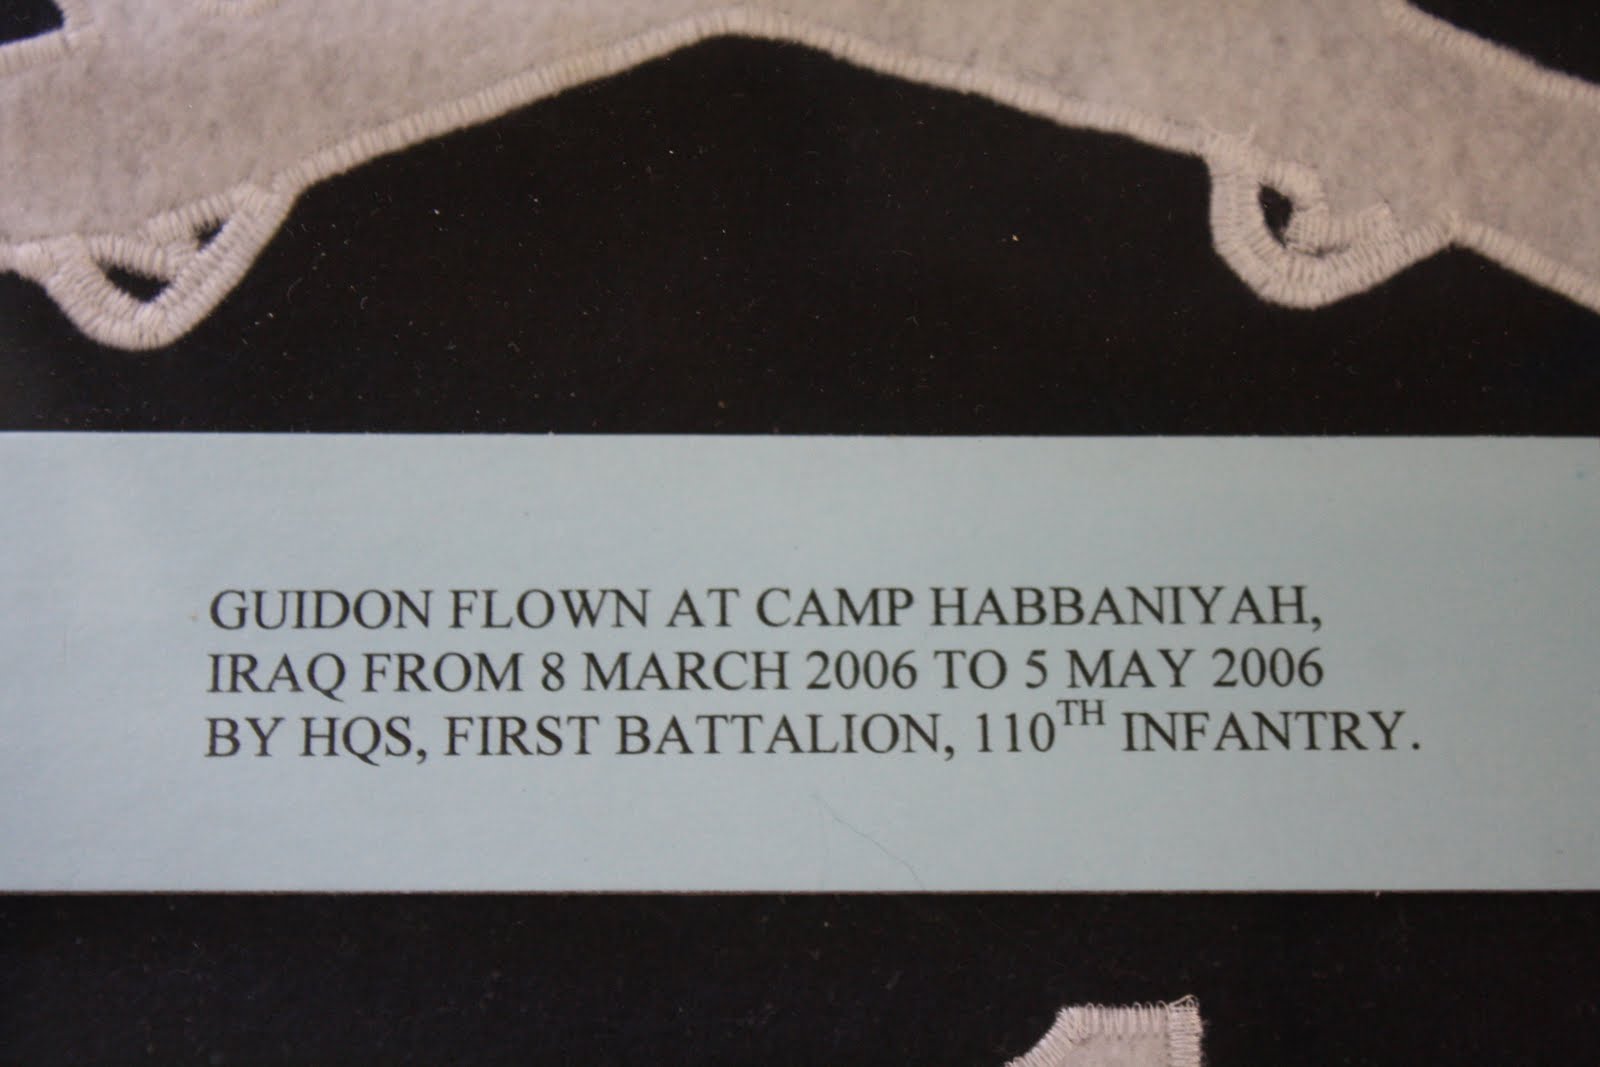 GUIDON FLOWN AT CAMP HABBANIYAH,
IRAQ FROM 8 MARCH 2006 TO 5 MAY 2006
BY HQS, FIRST BATTALION, 110TH INFANTRY.